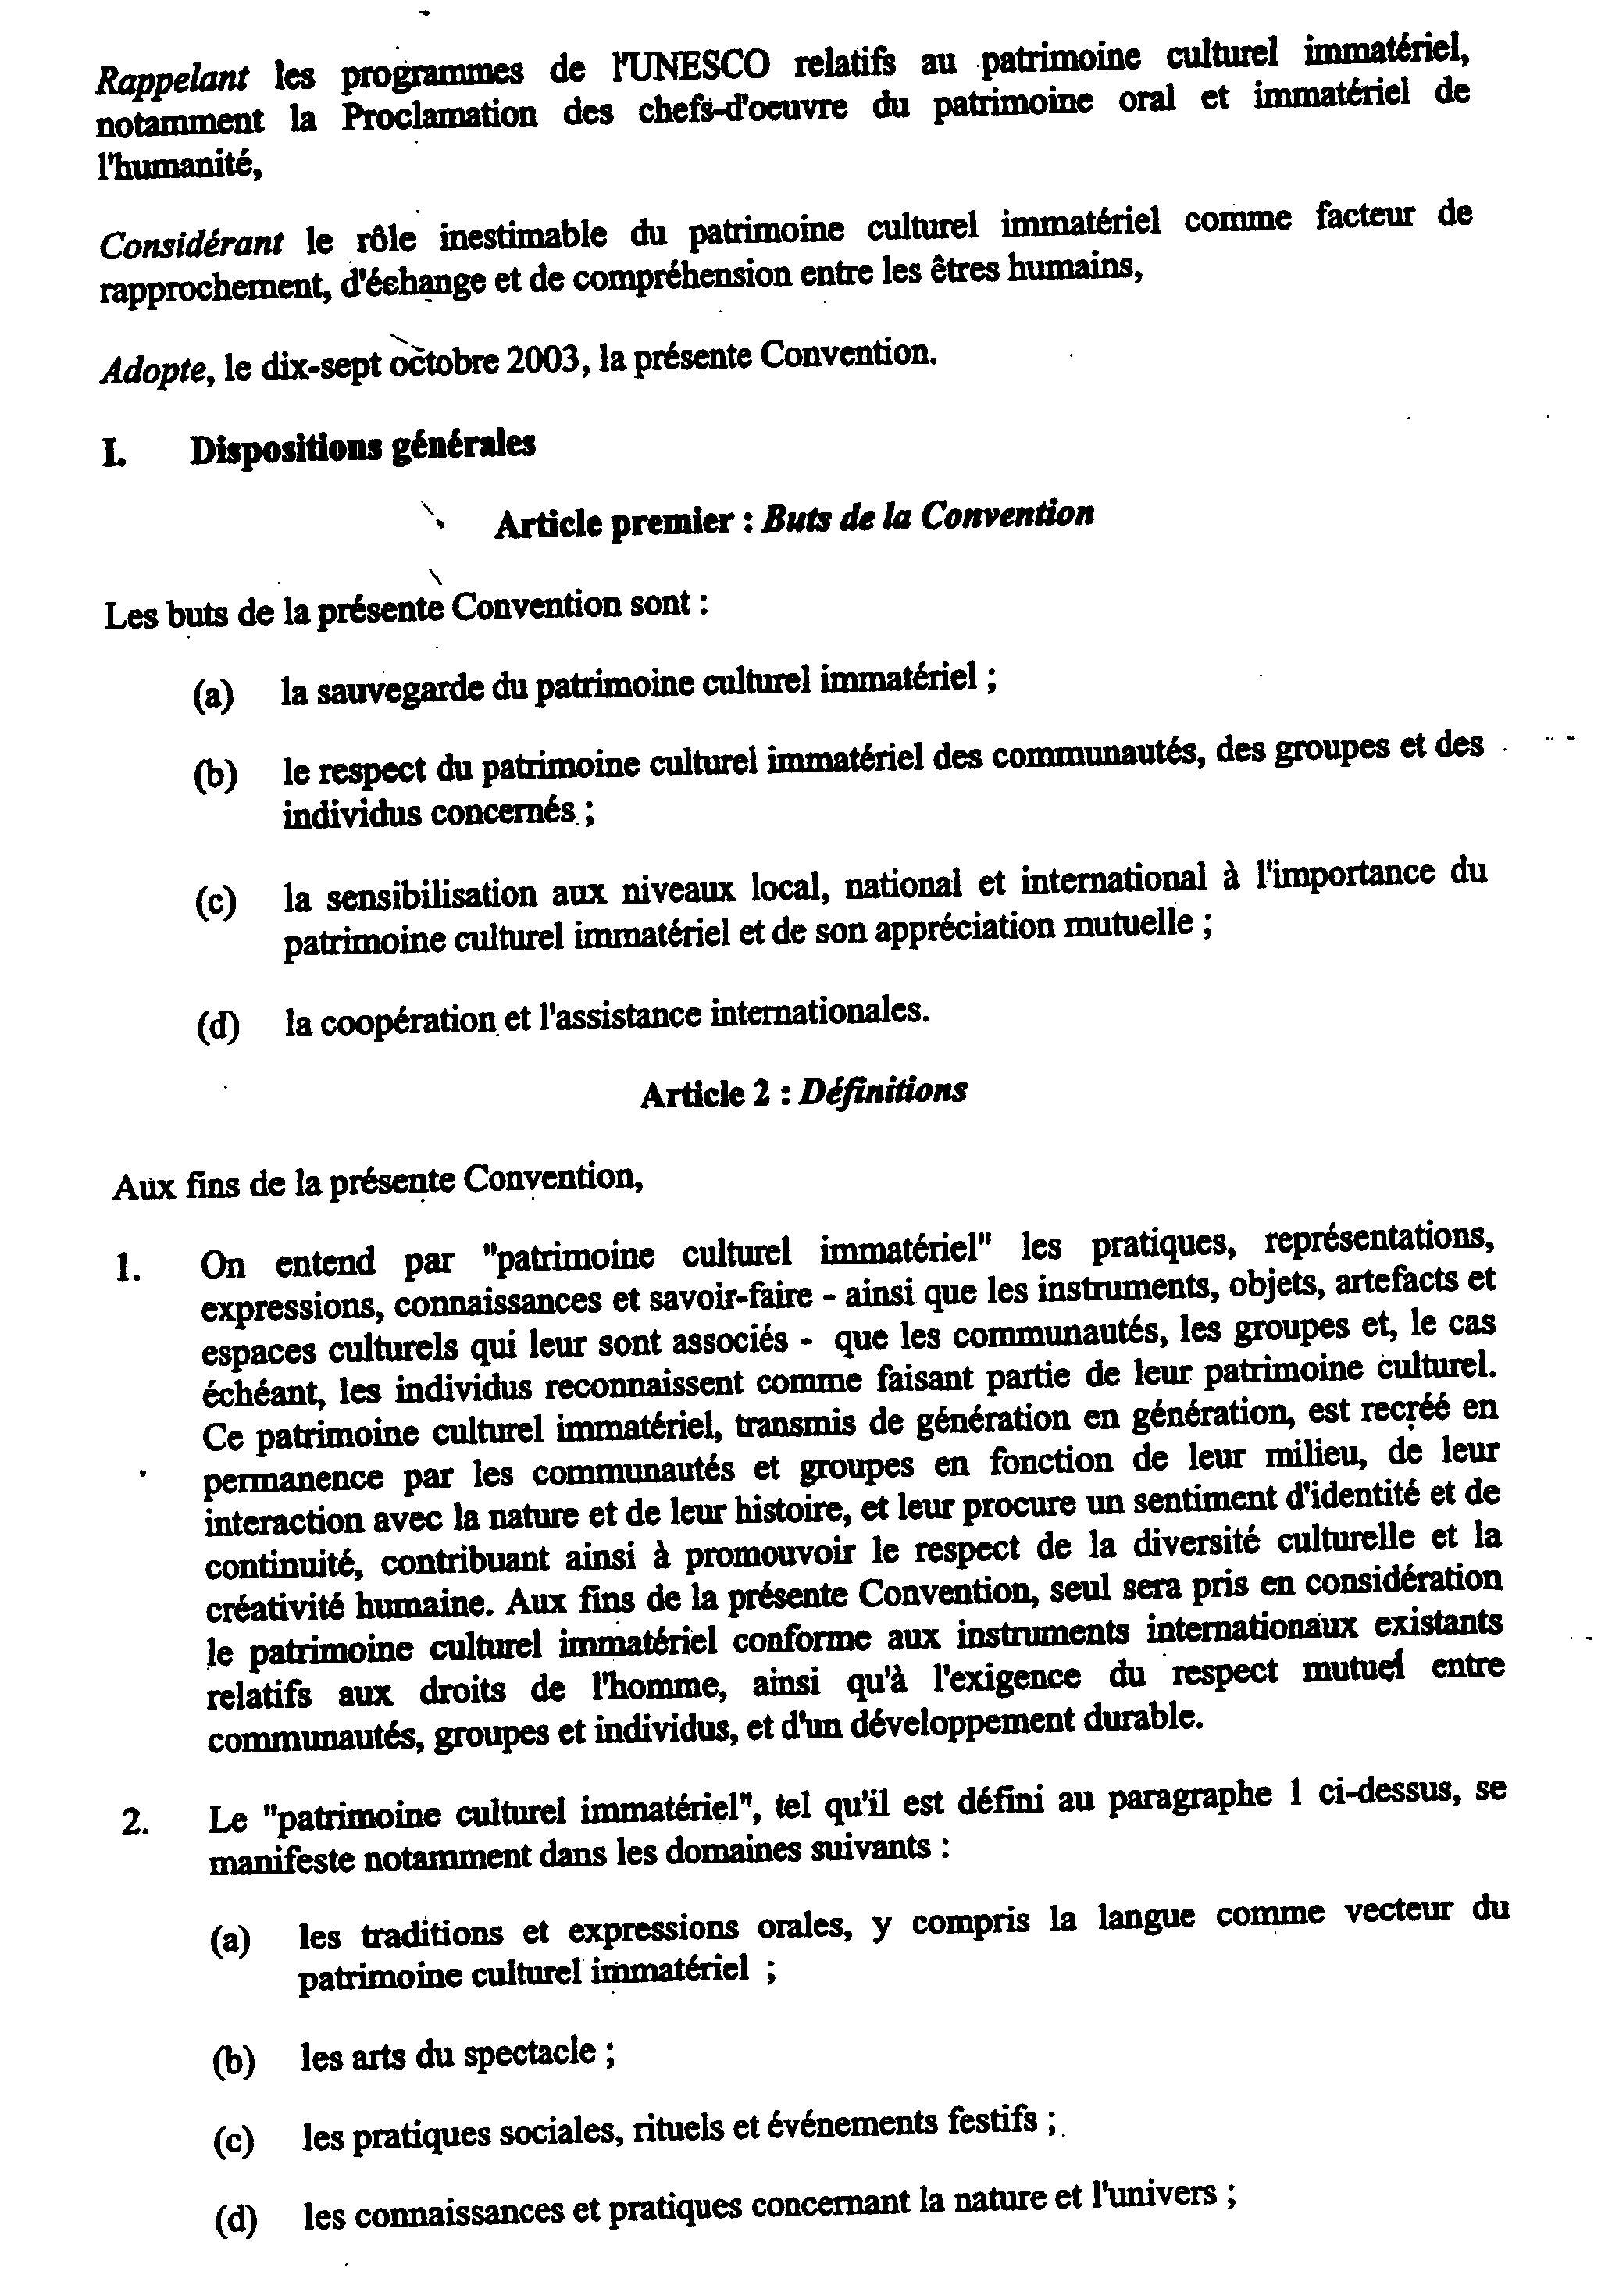 Rappelant les programmes de l'UNESCO relatifs au patrimoine culturel immatériel,
notamment la Proclamation des chefs-d'oeuvre du patrimoine oral et immatériel de
l'humanité,
Considérant le rôle inestimable du patrimoine culturel immatériel comme facteur de
rapprochement, d'échange et de compréhension entre les êtres humains,
Adopte, le dix-sept octobre 2003, la présente Convention.
I. Dispositions générales
Article premier : Buts de la Convention
Les buts de la présente Convention sont :
(a) la sauvegarde du patrimoine culturel immatériel ;
(b) le respect du patrimoine culturel immatériel des communautés, des groupes et des
individus concernés ;
(c) la sensibilisation aux niveaux local, national et international à l'importance du
patrimoine culturel immatériel et de son appréciation mutuelle ;
(d) la coopération et l'assistance internationales.
Article 2 : Définitions
Aux fins de la présente Convention,
1. On entend par "patrimoine culturel immatériel" les pratiques, représentations,
expressions, connaissances et savoir-faire - ainsi que les instruments, objets, artefacts et
espaces culturels qui leur sont associés - que les communautés, les groupes et, le cas
échéant, les individus reconnaissent comme faisant partie de leur patrimoine culturel.
Ce patrimoine culturel immatériel, transmis de génération en génération, est recréé en
permanence par les communautés et groupes en fonction de leur milieu, de leur
interaction avec la nature et de leur histoire, et leur procure un sentiment d'identité et de
continuité, contribuant ainsi à promouvoir le respect de la diversité culturelle et la
créativité humaine. Aux fins de la présente Convention, seul sera pris en considération
le patrimoine culturel immatériel conforme aux instruments internationaux existants
relatifs aux droits de l'homme, ainsi qu'à l'exigence du respect mutuel entre
communautés, groupes et individus, et d'un développement durable.
2. Le "patrimoine culturel immatériel", tel qu'il est défini au paragraphe 1 ci-dessus, se
manifeste notamment dans les domaines suivants :
(a) les traditions et expressions orales, y compris la langue comme vecteur du
patrimoine culturel immatériel ;
(b) les arts du spectacle ;
(c) les pratiques sociales, rituels et événements festifs ;
(d) les connaissances et pratiques concernant la nature et l'univers ;